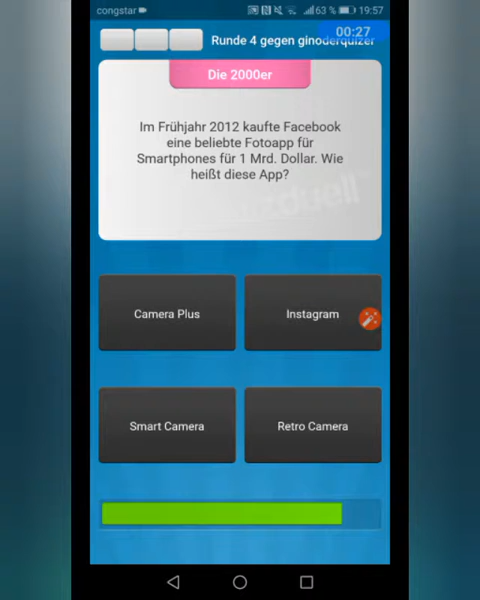 congstar
63 % 19:57
00:27
Runde 4 gegen ginoderquizer
Die 2000er
Im Frühjahr 2012 kaufte Facebook
eine beliebte Fotoapp für
Smartphones für 1 Mrd. Dollar. Wie
heißt diese App?
Camera Plus
Instagram
Smart Camera
Retro Camera